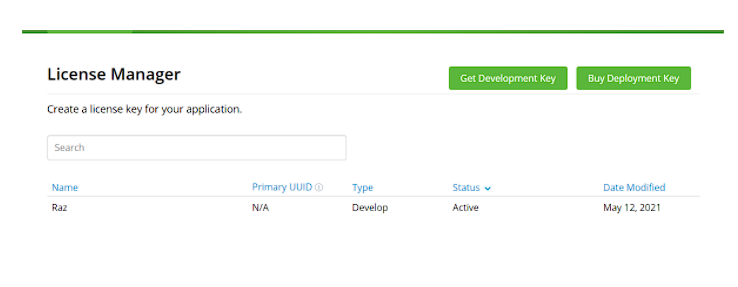 License Manager
Get Development Key
Buy Deployment Key
Create a license key for your application.
Search
Name Primary UUID Type Status Date Modified
Raz N/A Develop Active May 12, 2021